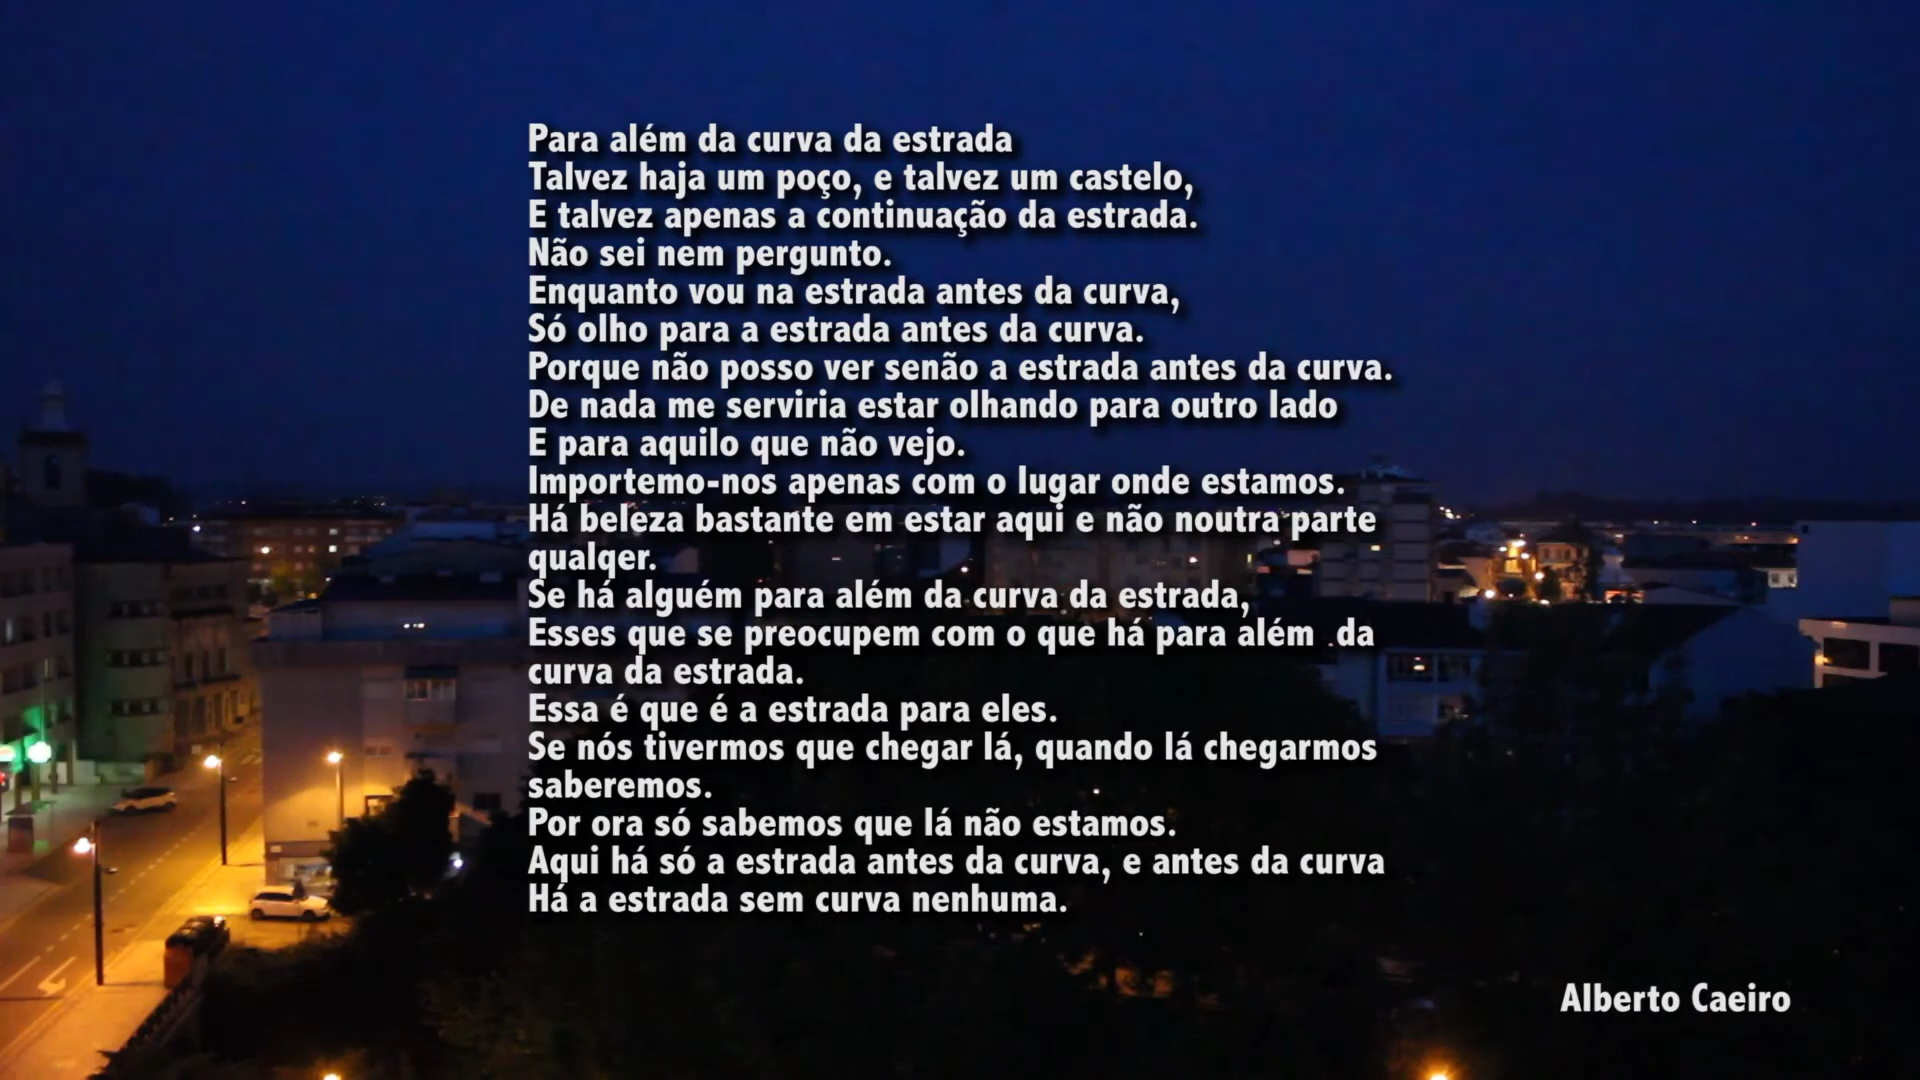 Para além da curva da estrada
Talvez haja um poço, e talvez um castelo,
E talvez apenas a continuação da estrada.
Não sei nem pergunto.
Enquanto vou na estrada antes da curva,
Só olho para a estrada antes da curva.
Porque não posso ver senão a estrada antes da curva.
De nada me serviria estar olhando para outro lado
E para aquilo que não vejo.
Importemo-nos apenas com o lugar onde estamos.
Há beleza bastante em estar aqui e não noutra parte
qualqer.
Se há alguém para além da curva da estrada,
Esses que se preocupem com o que há para além da
curva da estrada.
Essa é que é a estrada para eles.
Se nós tivermos que chegar lá, quando lá chegarmos
saberemos.
Por ora só sabemos que lá não estamos.
Aqui há só a estrada antes da curva, e antes da curva
Há a estrada sem curva nenhuma.
Alberto Caeiro